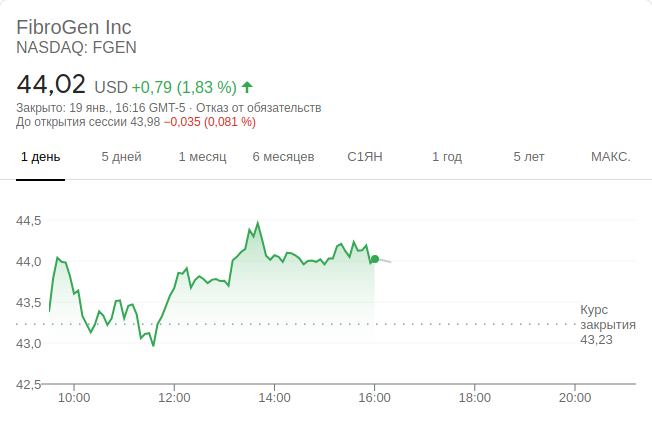 FibroGen Inc
NASDAQ: FGEN
44,02 USD +0,79 (1,83 %)
Закрыто: 19 янв., 16:16 GMT-5 · Отказ от обязательств
До открытия сессии 43,98 −0,035 (0,081 %)
1 день 5 дней 1 месяц 6 месяцев С1ЯН 1 год 5 лет МАКС.
44,5
44,0
43,5
Курс
закрытия
43,23
43,0
42,5
10:00 12:00 14:00 16:00 18:00 20:00